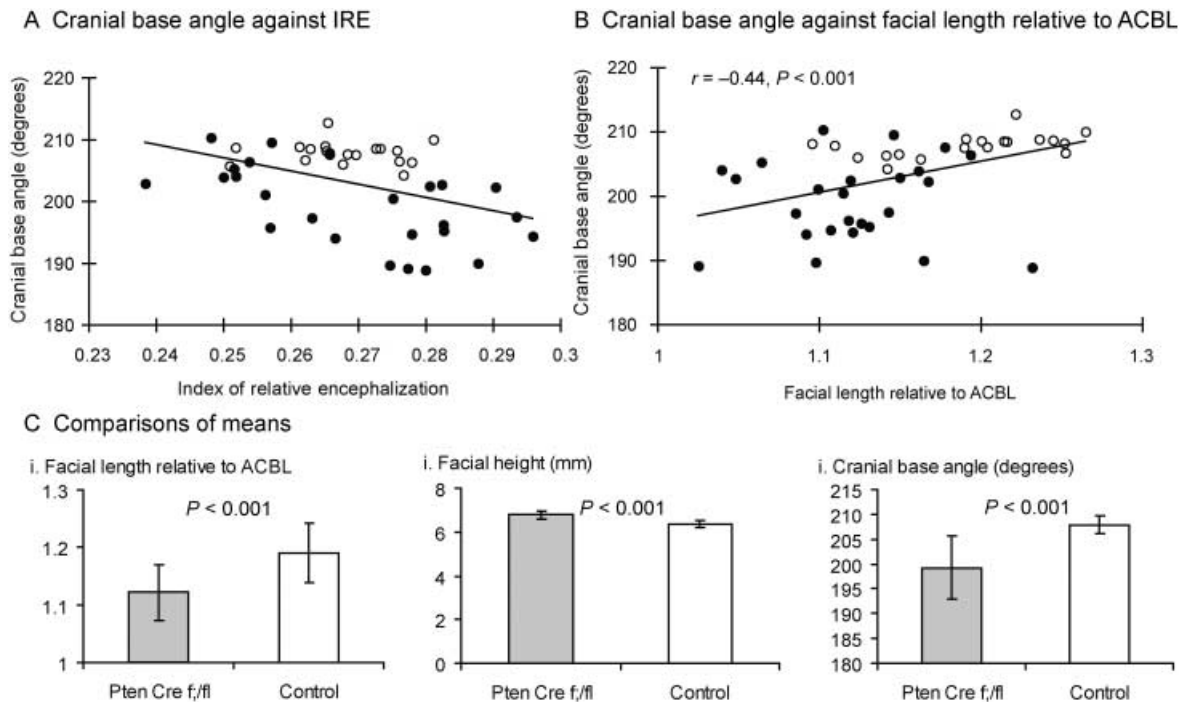 A Cranial base angle against IRE
Cranial base angle (degrees)
220
210
200
190
180
0.23 0.24 0.25 0.26 0.27 0.28 0.29 0.3
Index of relative encephalization
B Cranial base angle against facial length relative to ACBL
r = –0.44, P < 0.001
Cranial base angle (degrees)
220
210
200
190
180
1 1.1 1.2 1.3
Facial length relative to ACBL
C Comparisons of means
i. Facial length relative to ACBL
P < 0.001
1.3
1.2
1.1
1
Pten Cre f;/fl Control
i. Facial height (mm)
P < 0.001
8
6
4
2
0
Pten Cre f;/fl Control
i. Cranial base angle (degrees)
P < 0.001
215
210
205
200
195
190
185
180
Pten Cre f;/fl Control